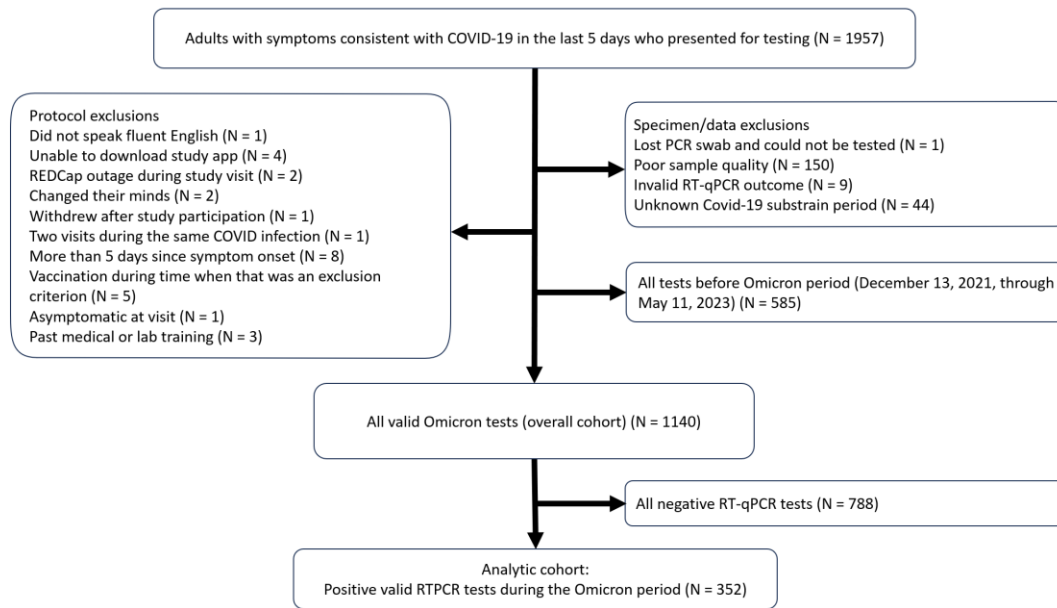 Adults with symptoms consistent with COVID-19 in the last 5 days who presented for testing (N = 1957)
Protocol exclusions
Did not speak fluent English (N = 1)
Unable to download study app (N = 4)
REDCap outage during study visit (N = 2)
Changed their minds (N = 2)
Withdrew after study participation (N = 1)
Two visits during the same COVID infection (N = 1)
More than 5 days since symptom onset (N = 8)
Vaccination during time when that was an exclusion
criterion (N = 5)
Asymptomatic at visit (N = 1)
Past medical or lab training (N = 3)
Specimen/data exclusions
Lost PCR swab and could not be tested (N = 1)
Poor sample quality (N = 150)
Invalid RT-qPCR outcome (N = 9)
Unknown Covid-19 substrain period (N = 44)
All tests before Omicron period (December 13, 2021, through
May 11, 2023) (N = 585)
All valid Omicron tests (overall cohort) (N = 1140)
All negative RT-qPCR tests (N = 788)
Analytic cohort:
Positive valid RTPCR tests during the Omicron period (N = 352)